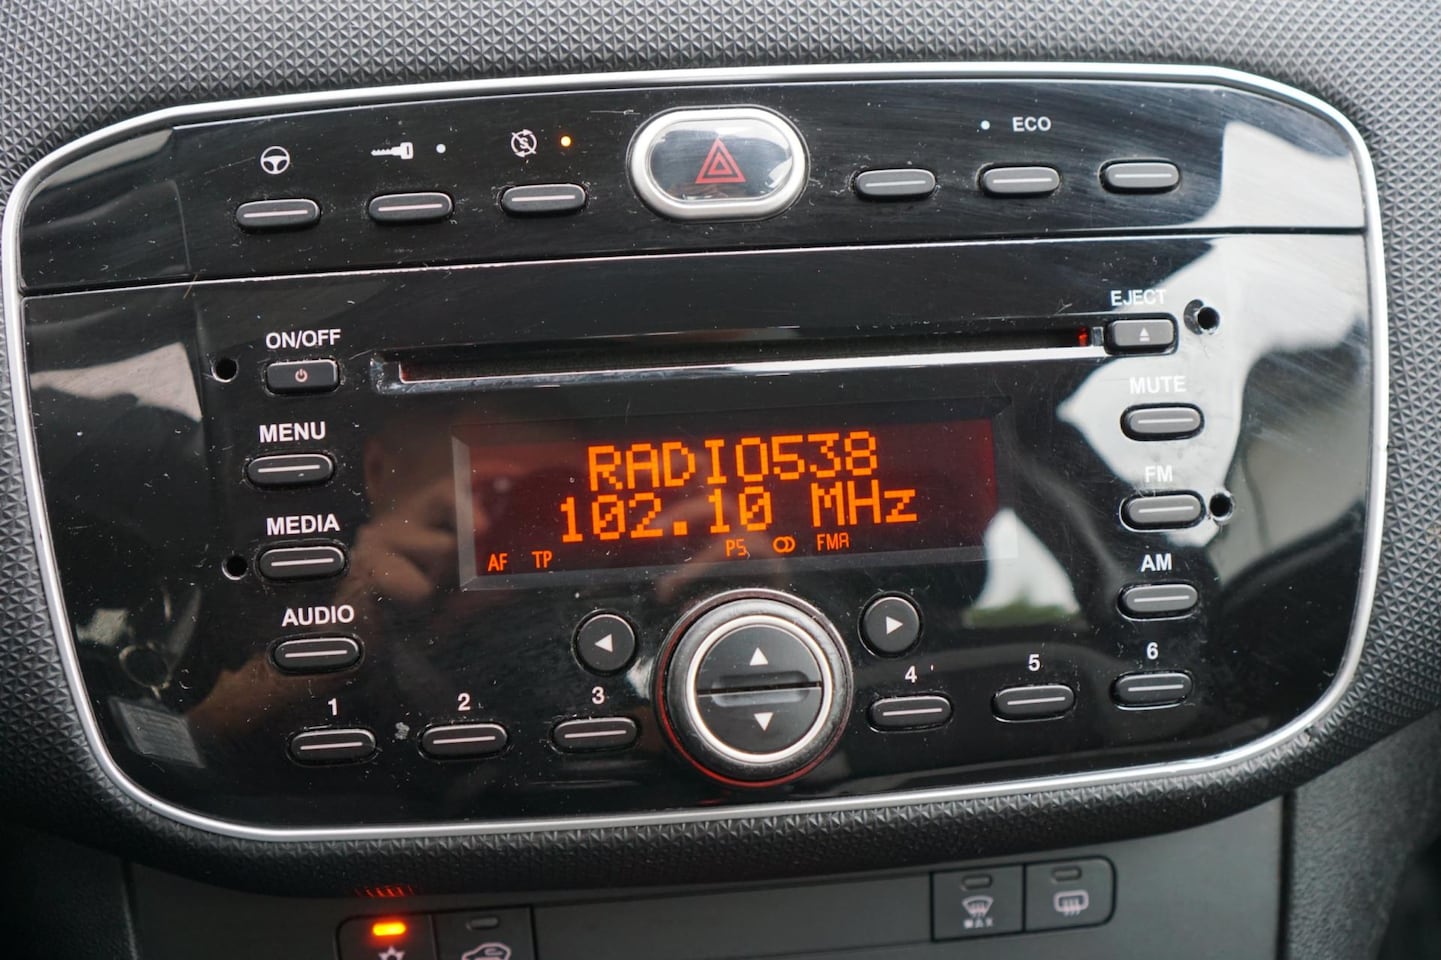 ECO
EJECT
ON/OFF
MUTE
MENU
RADIO538
102.10 MHz
FM
MEDIA
AF TP PS FMA
AM
AUDIO
1 2 3 4 5 6
MAX